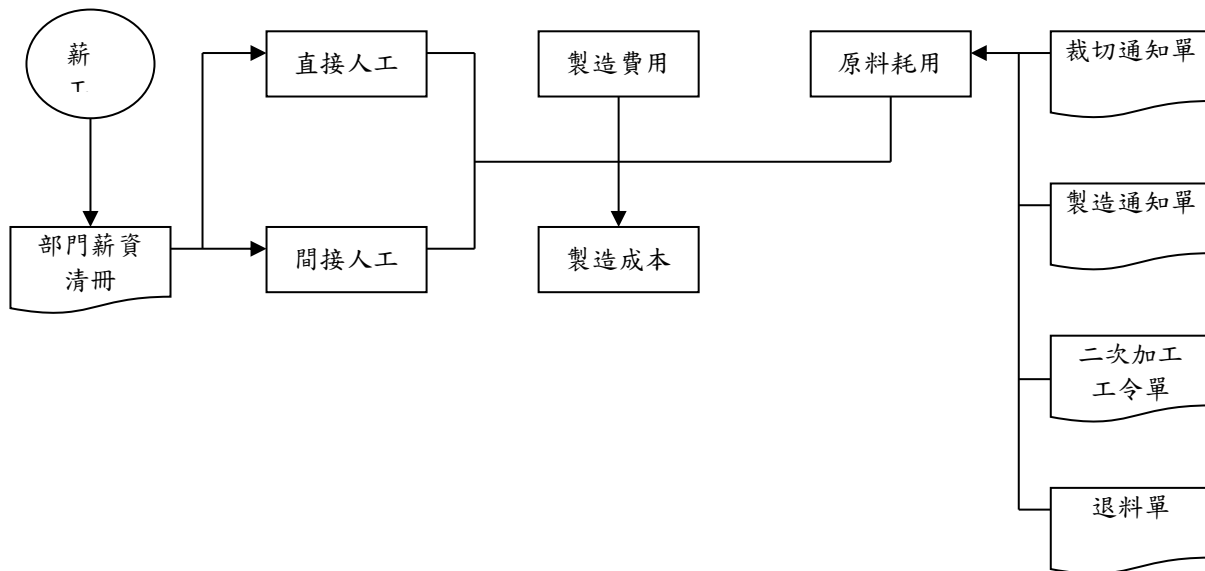 薪
直接人工
製造費用
原料耗用
裁切通知單
製造通知單
部門薪資
清冊
間接人工
製造成本
二次加工
工令單
退料單